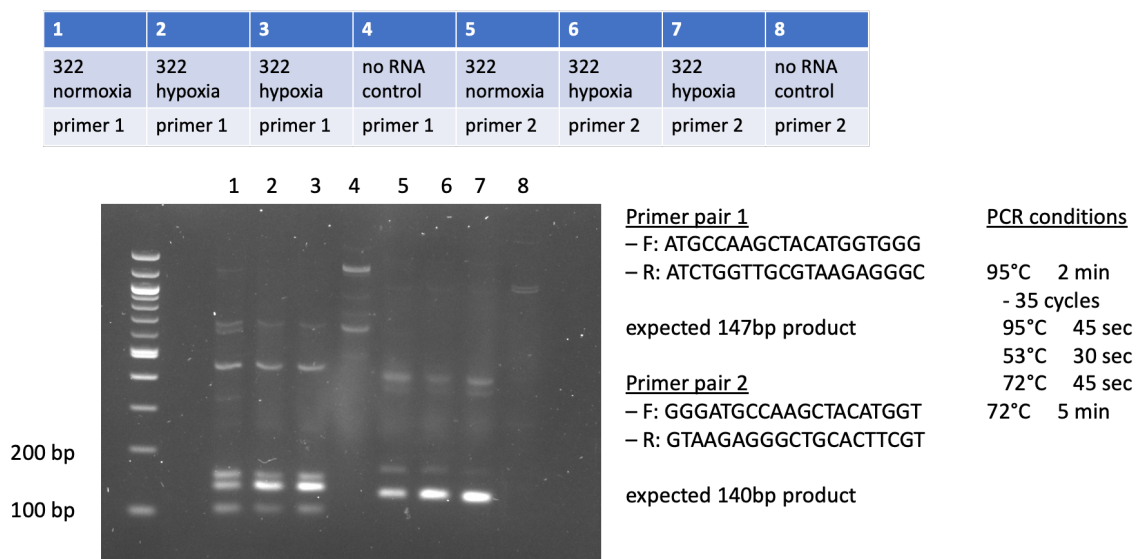 1 2 3 4 5 6 7 8
322 normoxia 322 hypoxia 322 hypoxia no RNA control 322 normoxia 322 hypoxia 322 hypoxia no RNA control
primer 1 primer 1 primer 1 primer 1 primer 2 primer 2 primer 2 primer 2
1 2 3 4 5 6 7 8
200 bp
100 bp
Primer pair 1
– F: ATGCCAAGCTACATGGTGGG
– R: ATCTGGTTGCGTAAGAGGGC
expected 147bp product
Primer pair 2
– F: GGGATGCCAAGCTACATGGT
– R: GTAAGAGGGCTGCACTTCGT
expected 140bp product
PCR conditions
95°C 2 min
- 35 cycles
95°C 45 sec
53°C 30 sec
72°C 45 sec
72°C 5 min